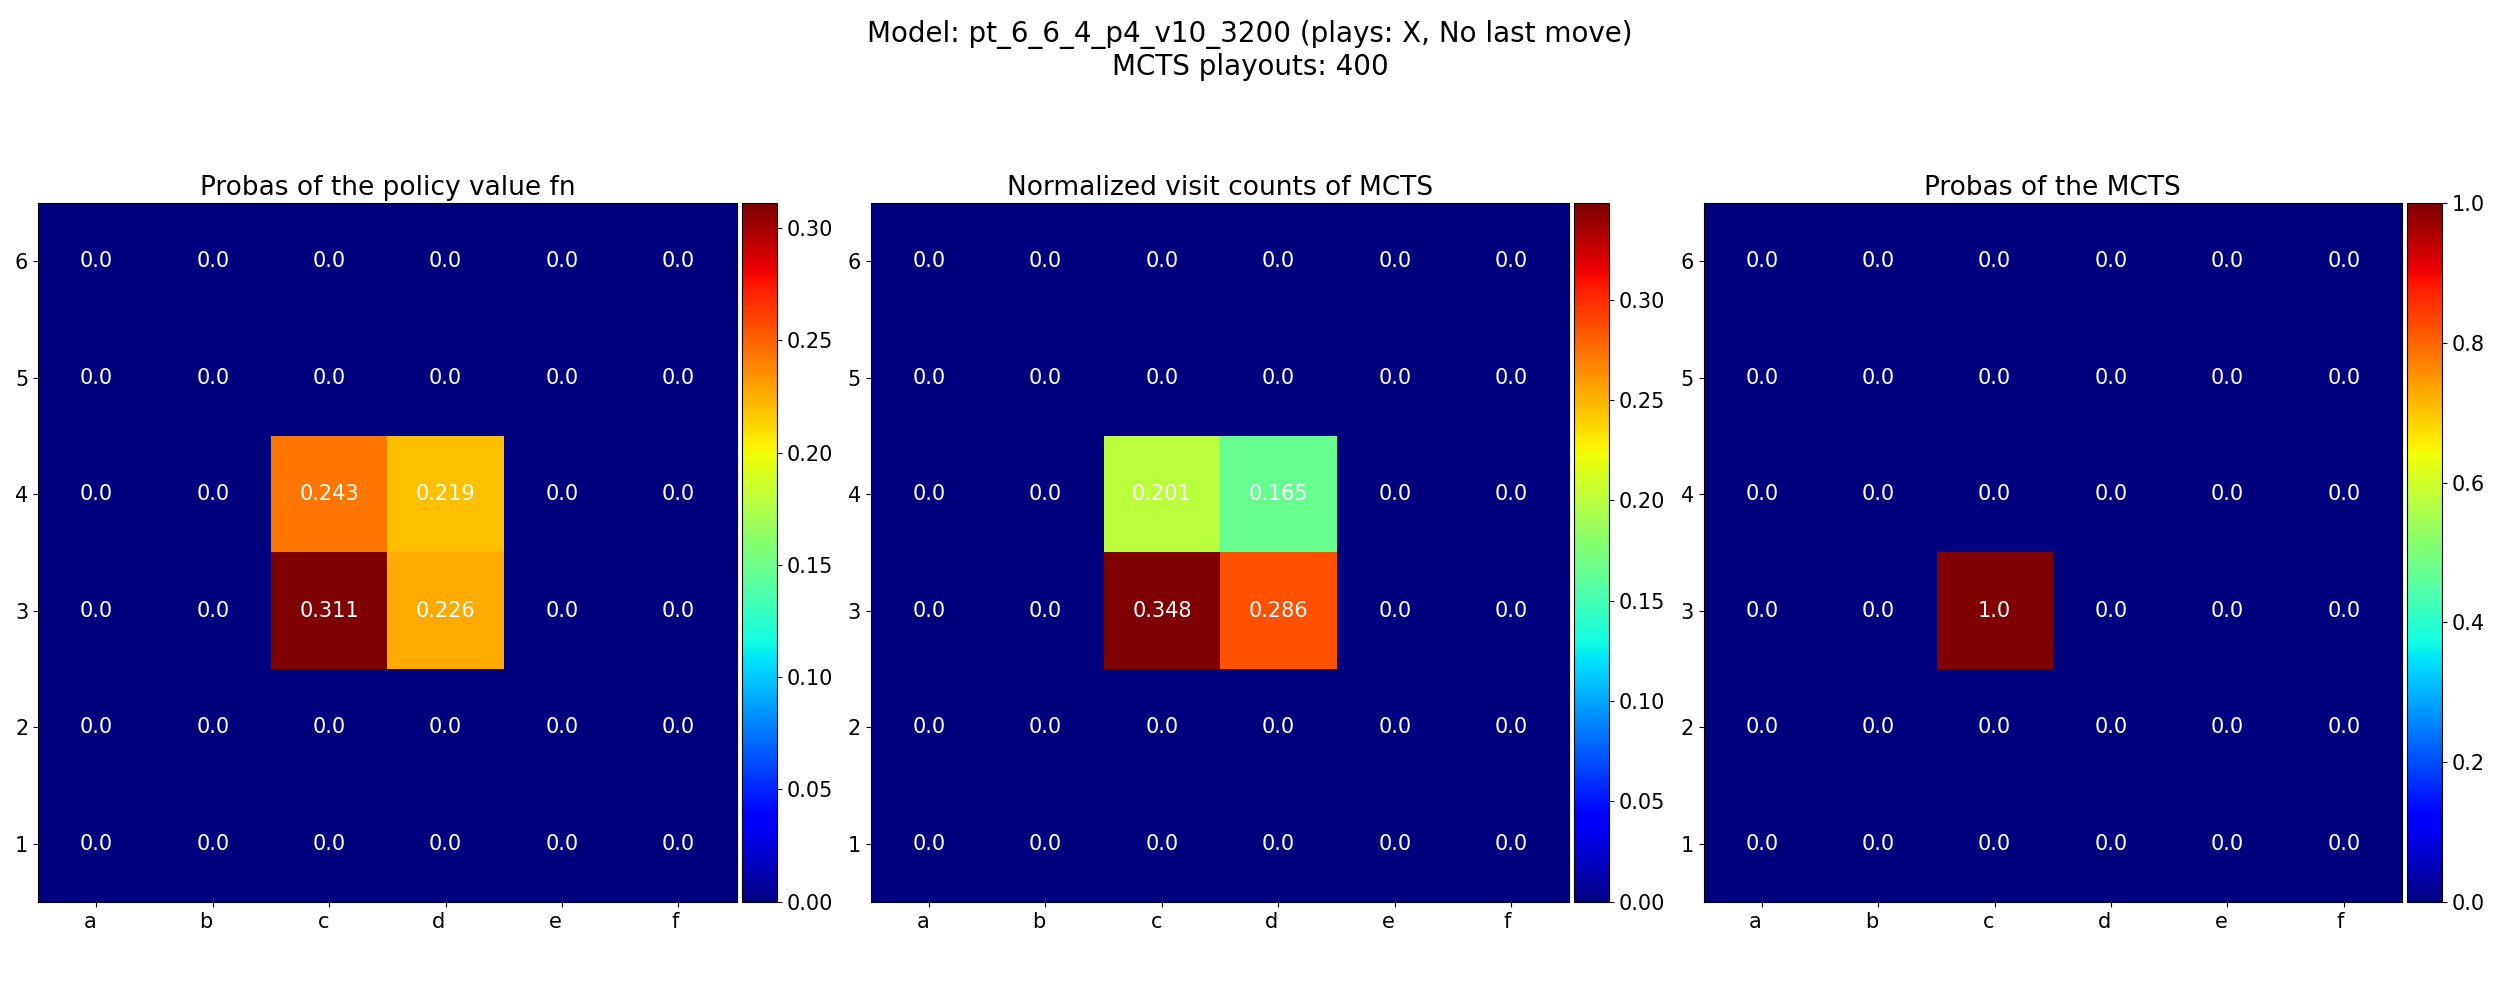 Model: pt_6_6_4_p4_v10_3200 (plays: X, No last move)
MCTS playouts: 400
Probas of the policy value fn
6 0.0 0.0 0.0 0.0 0.0 0.0
5 0.0 0.0 0.0 0.0 0.0 0.0
4 0.0 0.0 0.243 0.219 0.0 0.0
3 0.0 0.0 0.311 0.226 0.0 0.0
2 0.0 0.0 0.0 0.0 0.0 0.0
1 0.0 0.0 0.0 0.0 0.0 0.0
a b c d e f
0.30
0.25
0.20
0.15
0.10
0.05
0.00
Normalized visit counts of MCTS
6 0.0 0.0 0.0 0.0 0.0 0.0
5 0.0 0.0 0.0 0.0 0.0 0.0
4 0.0 0.0 0.201 0.165 0.0 0.0
3 0.0 0.0 0.348 0.286 0.0 0.0
2 0.0 0.0 0.0 0.0 0.0 0.0
1 0.0 0.0 0.0 0.0 0.0 0.0
a b c d e f
0.30
0.25
0.20
0.15
0.10
0.05
0.00
Probas of the MCTS
6 0.0 0.0 0.0 0.0 0.0 0.0
5 0.0 0.0 0.0 0.0 0.0 0.0
4 0.0 0.0 0.0 0.0 0.0 0.0
3 0.0 0.0 1.0 0.0 0.0 0.0
2 0.0 0.0 0.0 0.0 0.0 0.0
1 0.0 0.0 0.0 0.0 0.0 0.0
a b c d e f
1.0
0.8
0.6
0.4
0.2
0.0